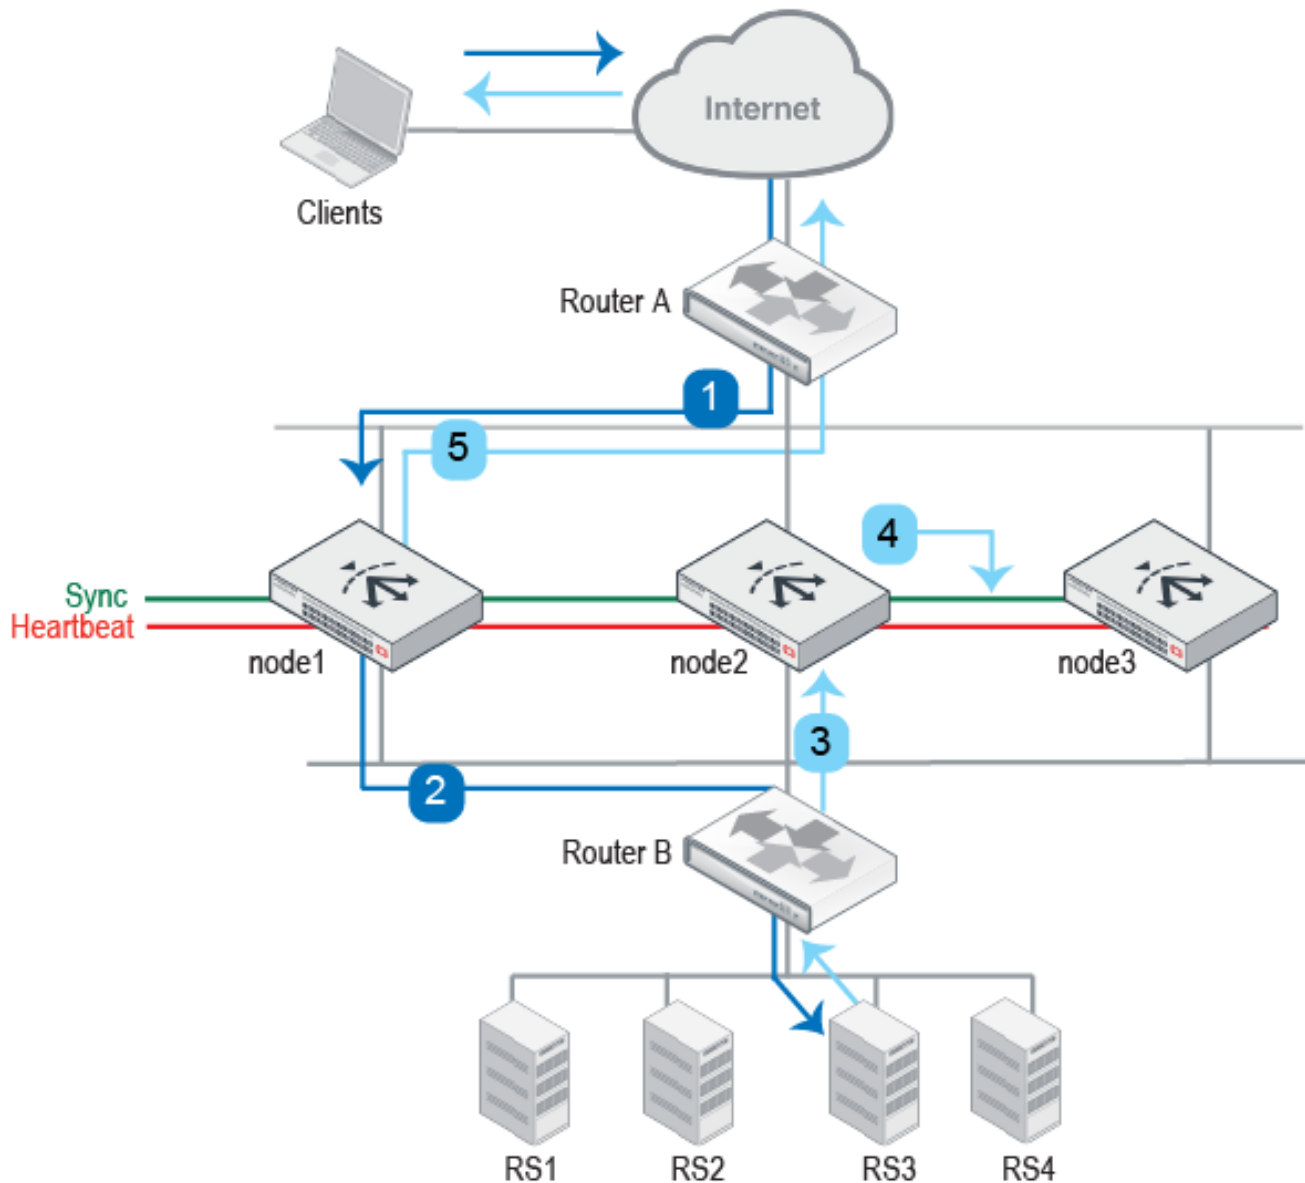 Internet
Clients
Router A
1
5
4
Sync
Heartbeat
node1
node2
node3
3
2
Router B
RS1
RS2
RS3
RS4